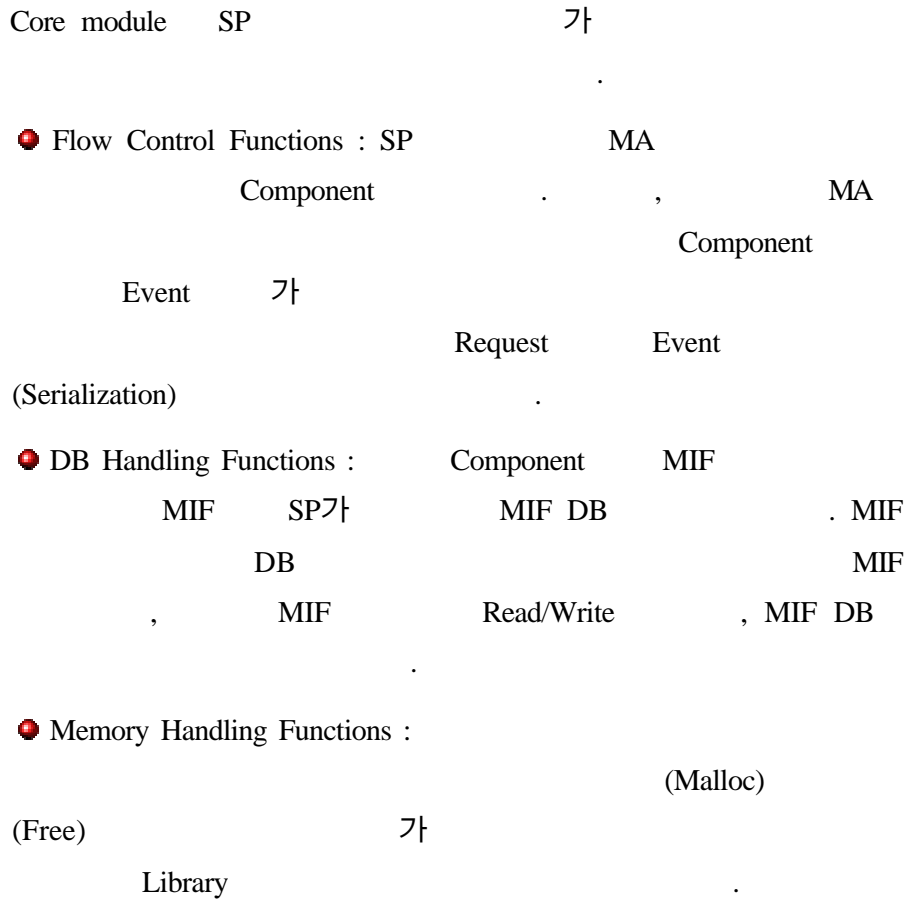 Core module SP 가
.
Flow Control Functions : SP MA
Component . , MA
Component
Event 가
Request Event
(Serialization) .
DB Handling Functions : Component MIF
MIF SP가 MIF DB . MIF
DB MIF
, MIF Read/Write , MIF DB
.
Memory Handling Functions :
(Malloc)
(Free) 가
Library .